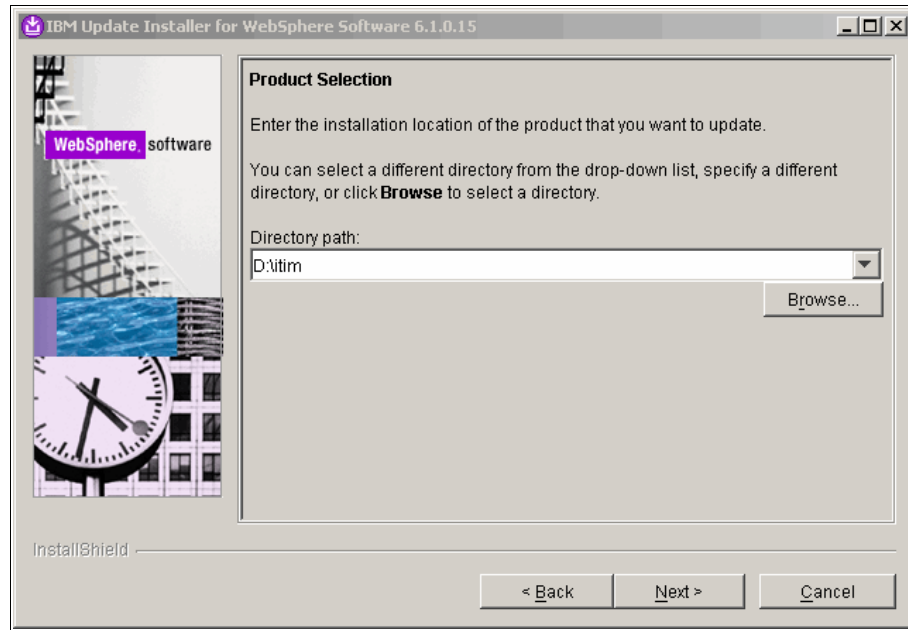 IBM Update Installer for WebSphere Software 6.1.0.15
WebSphere. software
Product Selection
Enter the installation location of the product that you want to update.
You can select a different directory from the drop-down list, specify a different
directory, or click Browse to select a directory.
Directory path:
D:\itim
Browse...
InstallShield
< Back
Next >
Cancel